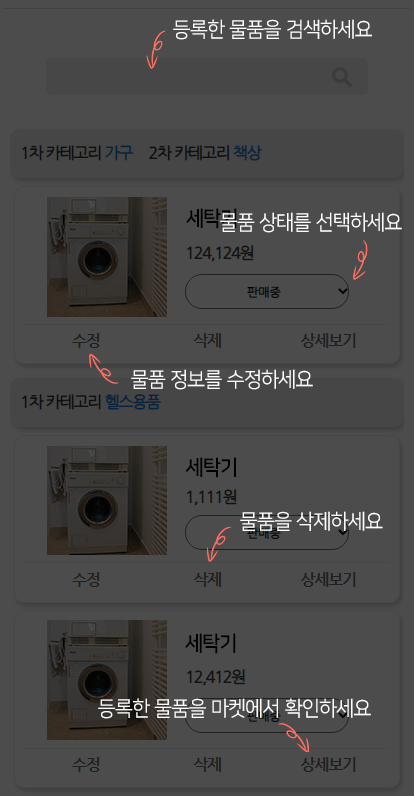 등록한 물품을 검색하세요
1차 카테고리 가구 2차 카테고리 책상
세탁기
물품 상태를 선택하세요
124,124원
판매중
수정 삭제 상세보기
물품 정보를 수정하세요
1차 카테고리 헬스용품
세탁기
1,111원
물품을 삭제하세요
판매중
수정 삭제 상세보기
세탁기
12,412원
등록한 물품을 마켓에서 확인하세요
판매중
수정 삭제 상세보기